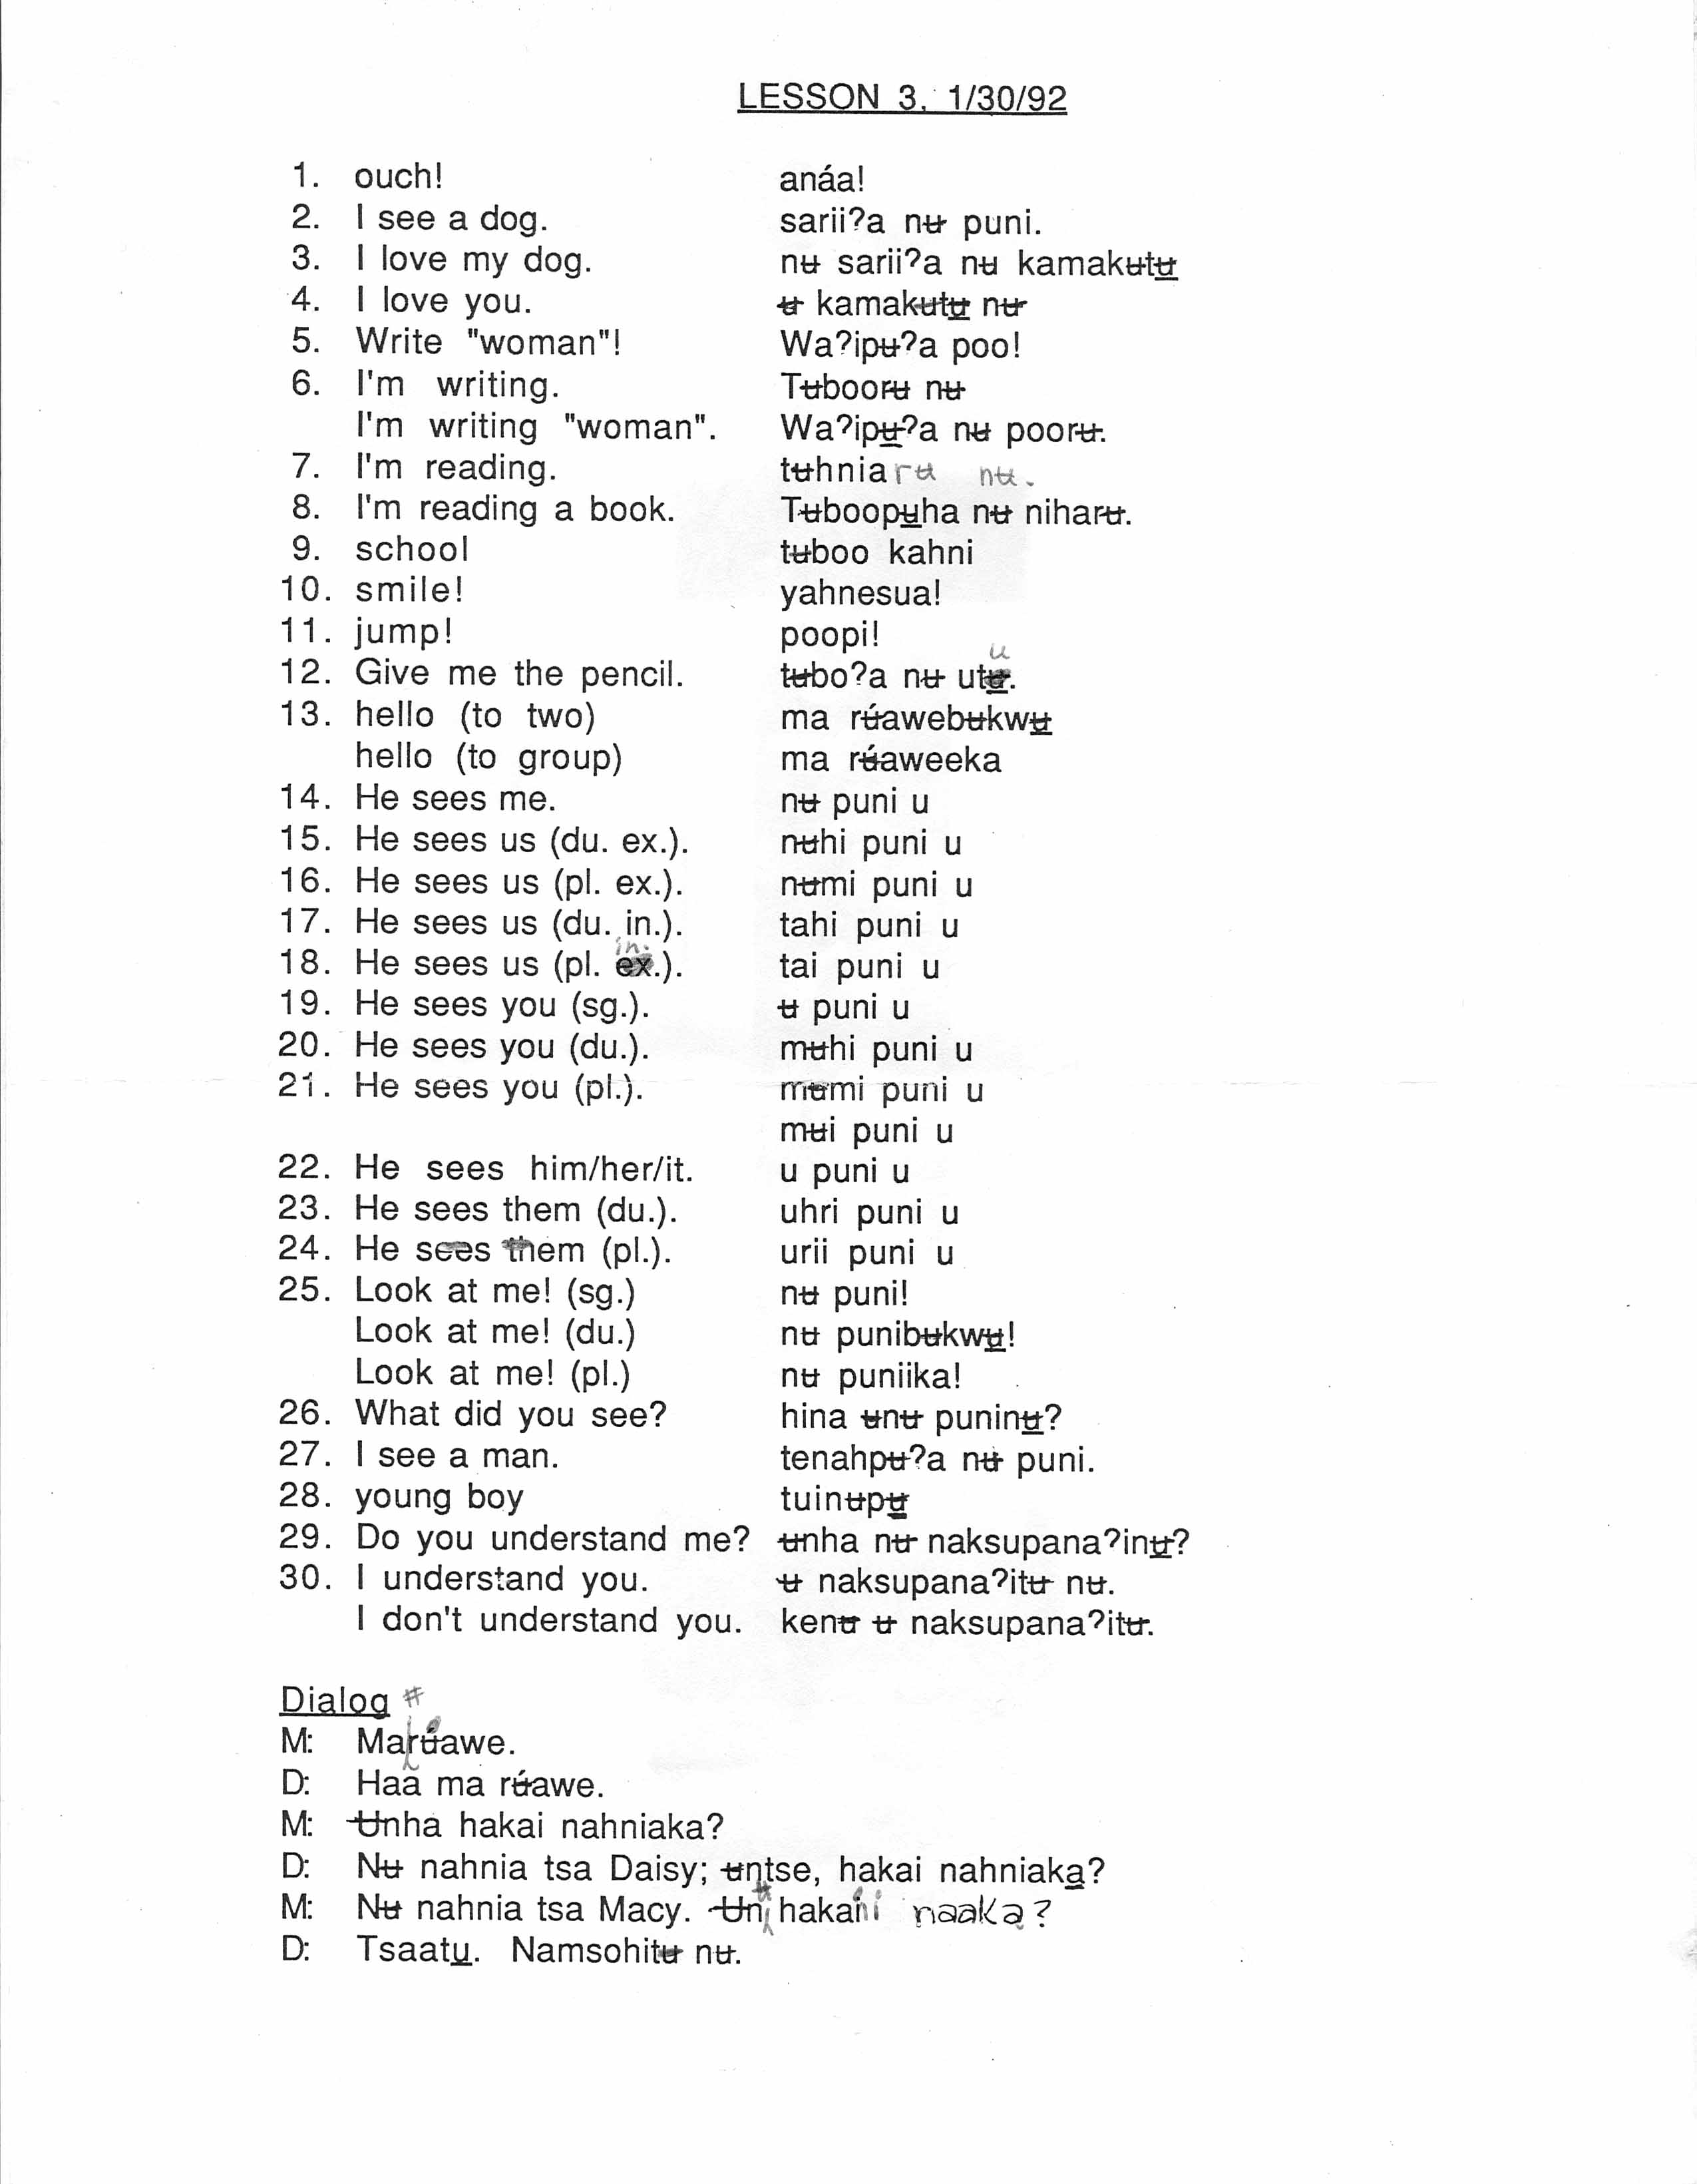 LESSON 3, 1/30/92
1. ouch! anáa!
2. I see a dog. sarii?a nʉ puni.
3. I love my dog. nʉ sarii?a nʉ kamakʉtʉ̲
4. I love you. ʉ kamakʉtʉ̲ nʉ
5. Write "woman"! Wa?ipʉ?a poo!
6. I'm writing. Tʉboorʉ nʉ
I'm writing "woman". Wa?ipʉ̲?a nʉ poorʉ.
7. I'm reading. tʉhniarʉ nʉ.
8. I'm reading a book. Tʉboopʉ̲ha nʉ niharʉ.
9. school tʉboo kahni
10. smile! yahnesua!
11. jump! poopi!
12. Give me the pencil. tʉbo?a nʉ utu̲.
13. hello (to two) ma rʉ́awebʉkwʉ̲
hello (to group) ma rʉ́aweeka
14. He sees me. nʉ puni u
15. He sees us (du. ex.). nʉhi puni u
16. He sees us (pl. ex.). nʉmi puni u
17. He sees us (du. in.). tahi puni u
18. He sees us (pl. in.). tai puni u
19. He sees you (sg.). ʉ puni u
20. He sees you (du.). mʉhi puni u
21. He sees you (pl.). mʉmi puni u
mʉi puni u
22. He sees him/her/it. u puni u
23. He sees them (du.). uhri puni u
24. He sees them (pl.). urii puni u
25. Look at me! (sg.) nʉ puni!
Look at me! (du.) nʉ punibʉkwʉ̲!
Look at me! (pl.) nʉ puniika!
26. What did you see? hina ʉnʉ puninʉ̲?
27. I see a man. tenahpʉ?a nʉ puni.
28. young boy tuinʉpʉ̲
29. Do you understand me? ʉnha nʉ naksupana?inʉ̲?
30. I understand you. ʉ naksupana?itʉ nʉ.
I don't understand you. kenʉ ʉ naksupana?itʉ.
Dialog #
M: Ma rʉ́awe.
D: Haa ma rʉ́awe.
M: Ʉnha hakai nahniaka?
D: Nʉ nahnia tsa Daisy; ʉntse, hakai nahniaka̲?
M: Nʉ nahnia tsa Macy. Ʉnʉ hakani naaka̲?
D: Tsaatʉ̲. Namsohitʉ nʉ.